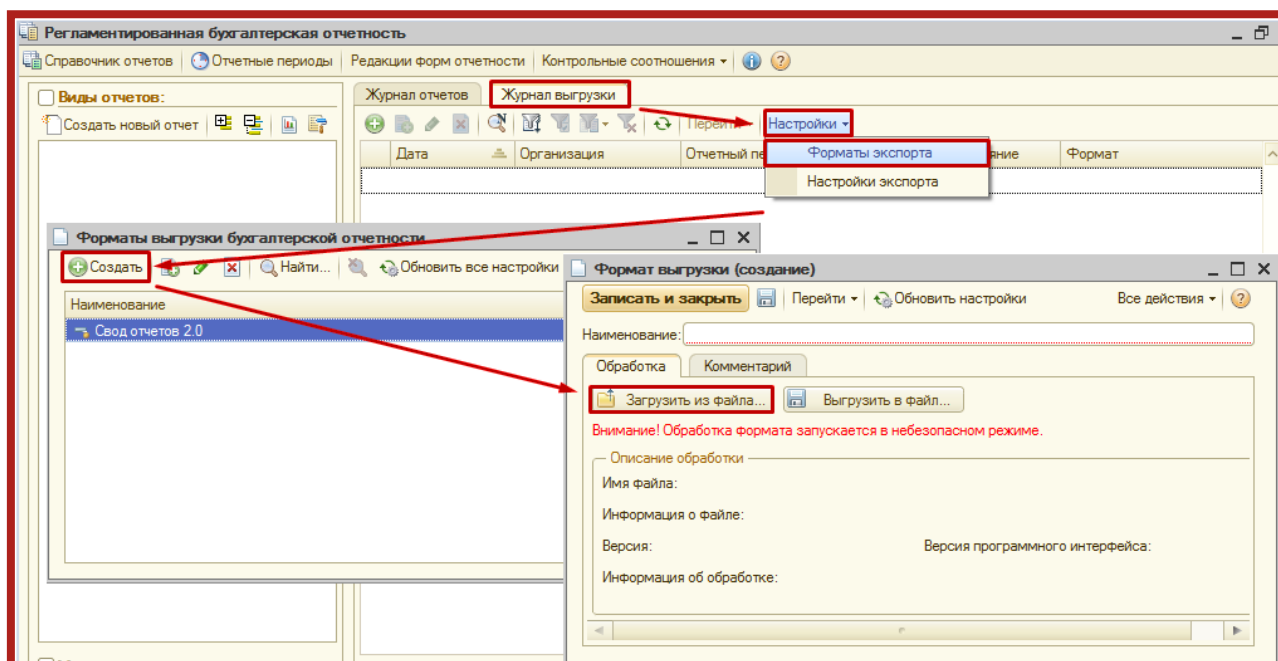 Регламентированная бухгалтерская отчетность
Справочник отчетов Отчетные периоды Редакции форм отчетности Контрольные соотношения
Виды отчетов:
Журнал отчетов Журнал выгрузки
Создать новый отчет
Настройки
Дата Организация Отчетный Формат
Форматы экспорта
Настройки экспорта
Форматы выгрузки бухгалтерской отчетности
Создать Найти... Обновить все настройки
Наименование
Свод отчетов 2.0
Формат выгрузки (создание)
Записать и закрыть Перейти Обновить настройки Все действия
Наименование:
Обработка Комментарий
Загрузить из файла... Выгрузить в файл...
Внимание! Обработка формата запускается в небезопасном режиме.
Описание обработки
Имя файла:
Информация о файле:
Версия: Версия программного интерфейса:
Информация об обработке: